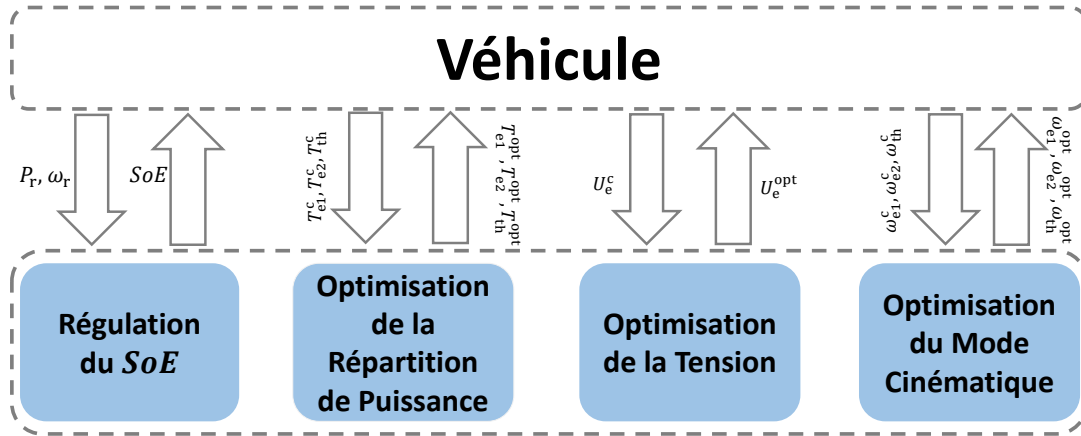 Véhicule
P_r, ω_r
SoE
T_e1^c, T_e2^c, T_th^c
T_e1^opt, T_e2^opt, T_th^opt
U_e^c
U_e^opt
ω_e1^c, ω_e2^c, ω_th^c
ω_e1^opt, ω_e2^opt, ω_th^opt
Régulation
du SoE
Optimisation
de la
Répartition
de Puissance
Optimisation
de la Tension
Optimisation
du Mode
Cinématique